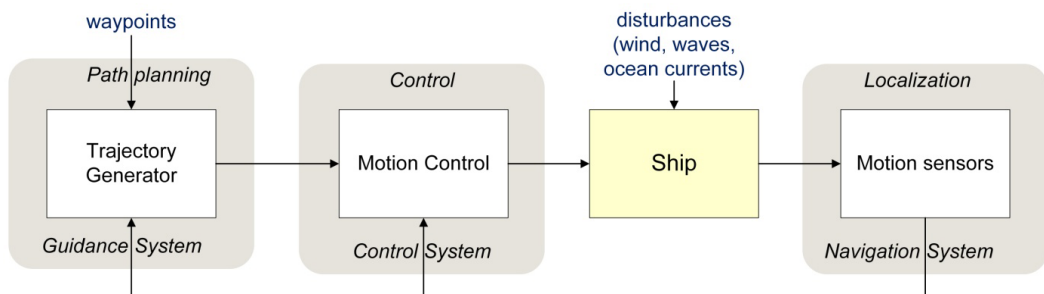 waypoints
disturbances
(wind, waves,
ocean currents)
Path planning
Control
Localization
Trajectory
Generator
Motion Control
Ship
Motion sensors
Guidance System
Control System
Navigation System